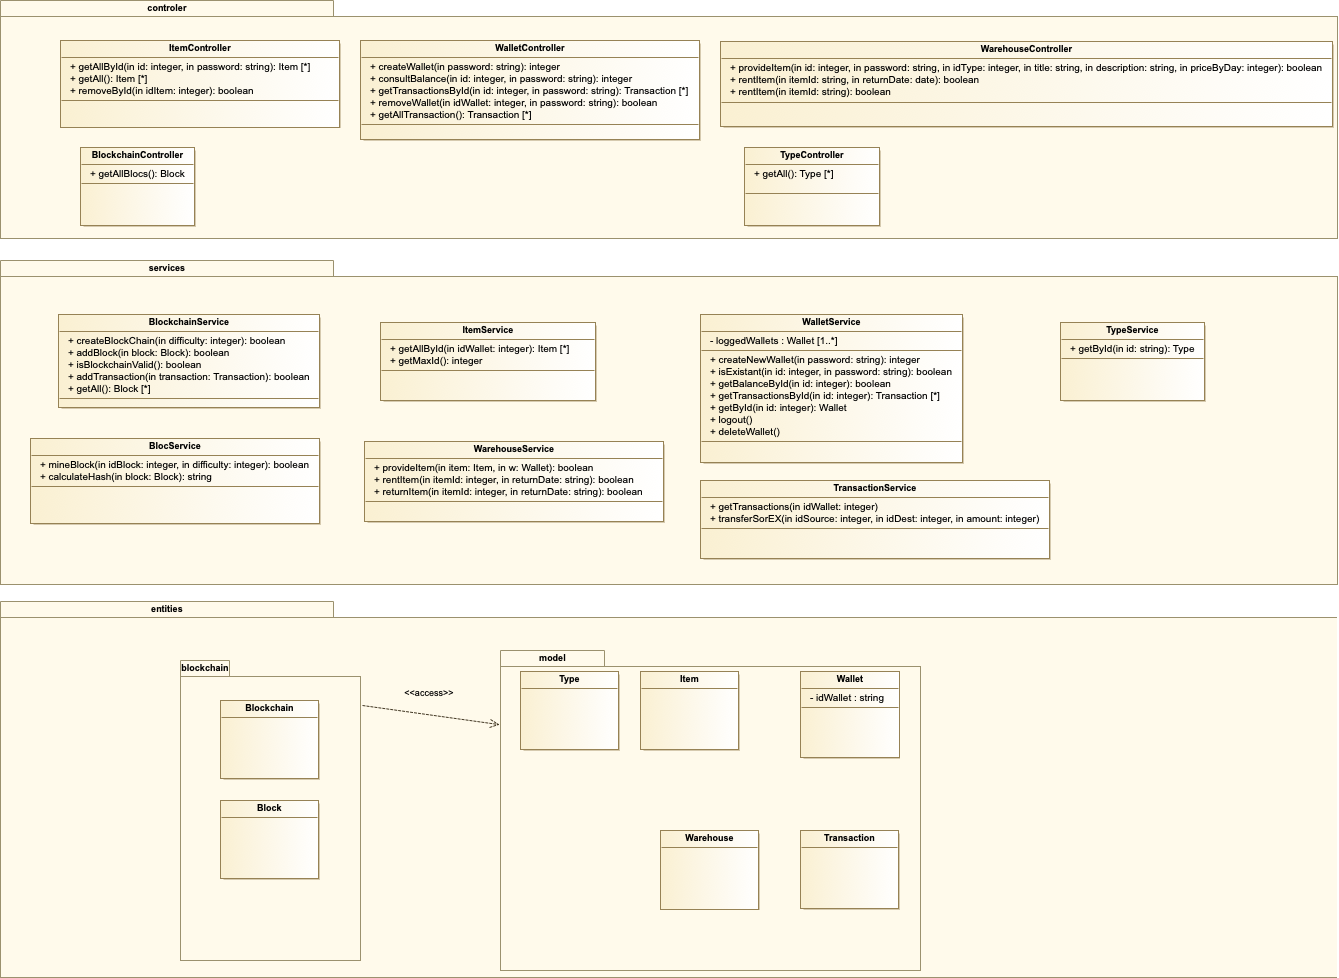 controler
ItemController
+ getAllById(in id: integer, in password: string): Item [*]
+ getAll(): Item [*]
+ removeById(in idItem: integer): boolean
WalletController
+ createWallet(in password: string): integer
+ consultBalance(in id: integer, in password: string): integer
+ getTransactionsById(in id: integer, in password: string): Transaction [*]
+ removeWallet(in idWallet: integer, in password: string): boolean
+ getAllTransaction(): Transaction [*]
WarehouseController
+ provideItem(in id: integer, in password: string, in idType: integer, in title: string, in description: string, in priceByDay: integer): boolean
+ rentItem(in itemId: string, in returnDate: date): boolean
+ rentItem(in itemId: string): boolean
BlockchainController
+ getAllBlocs(): Block
TypeController
+ getAll(): Type [*]
services
BlockchainService
+ createBlockChain(in difficulty: integer): boolean
+ addBlock(in block: Block): boolean
+ isBlockchainValid(): boolean
+ addTransaction(in transaction: Transaction): boolean
+ getAll(): Block [*]
ItemService
+ getAllById(in idWallet: integer): Item [*]
+ getMaxId(): integer
WalletService
- loggedWallets : Wallet [1..*]
+ createNewWallet(in password: string): integer
+ isExistant(in id: integer, in password: string): boolean
+ getBalanceById(in id: integer): boolean
+ getTransactionsById(in id: integer): Transaction [*]
+ getById(in id: integer): Wallet
+ logout()
+ deleteWallet()
TypeService
+ getById(in id: string): Type
BlocService
+ mineBlock(in idBlock: integer, in difficulty: integer): boolean
+ calculateHash(in block: Block): string
WarehouseService
+ provideItem(in item: Item, in w: Wallet): boolean
+ rentItem(in itemId: integer, in returnDate: string): boolean
+ returnItem(in itemId: integer, in returnDate: string): boolean
TransactionService
+ getTransactions(in idWallet: integer)
+ transferSorEX(in idSource: integer, in idDest: integer, in amount: integer)
entities
blockchain
Blockchain
Block
<<access>>
model
Type
Item
Wallet
- idWallet : string
Warehouse
Transaction